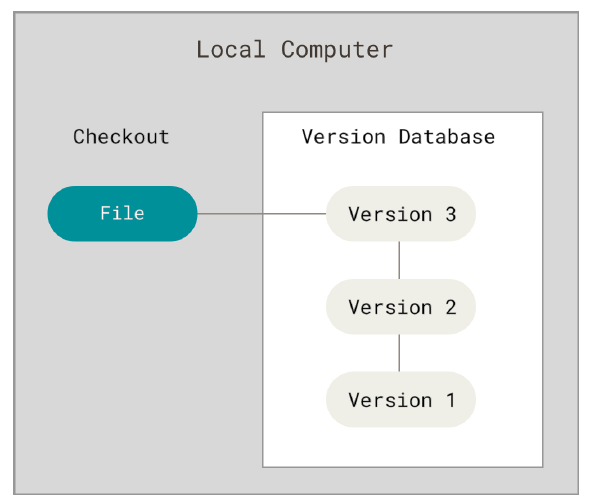 Local Computer
Checkout
Version Database
File
Version 3
Version 2
Version 1